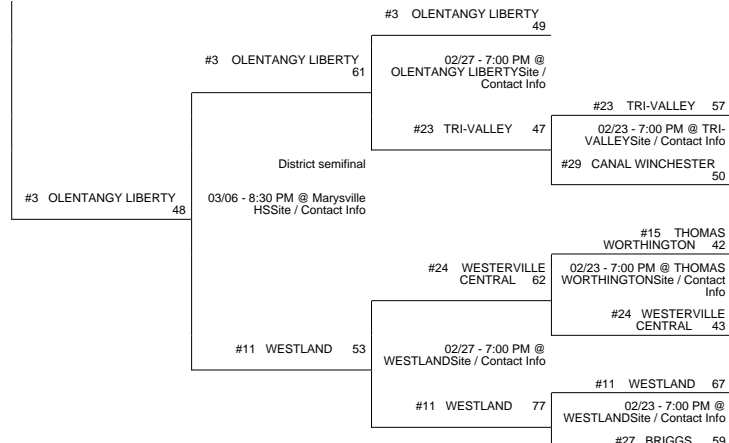 #3 OLENTANGY LIBERTY
49
#3 OLENTANGY LIBERTY
61
02/27 - 7:00 PM @
OLENTANGY LIBERTYSite /
Contact Info
#23 TRI-VALLEY 57
#23 TRI-VALLEY 47
02/23 - 7:00 PM @ TRI-
VALLEYSite / Contact Info
District semifinal
#29 CANAL WINCHESTER
50
#3 OLENTANGY LIBERTY
48
03/06 - 8:30 PM @ Marysville
HSSite / Contact Info
#15 THOMAS
WORTHINGTON 42
#24 WESTERVILLE
CENTRAL 62
02/23 - 7:00 PM @ THOMAS
WORTHINGTONSite / Contact
Info
#24 WESTERVILLE
CENTRAL 43
#11 WESTLAND 53
02/27 - 7:00 PM @
WESTLANDSite / Contact Info
#11 WESTLAND 67
#11 WESTLAND 77
02/23 - 7:00 PM @
WESTLANDSite / Contact Info
#27 BRIGGS 59